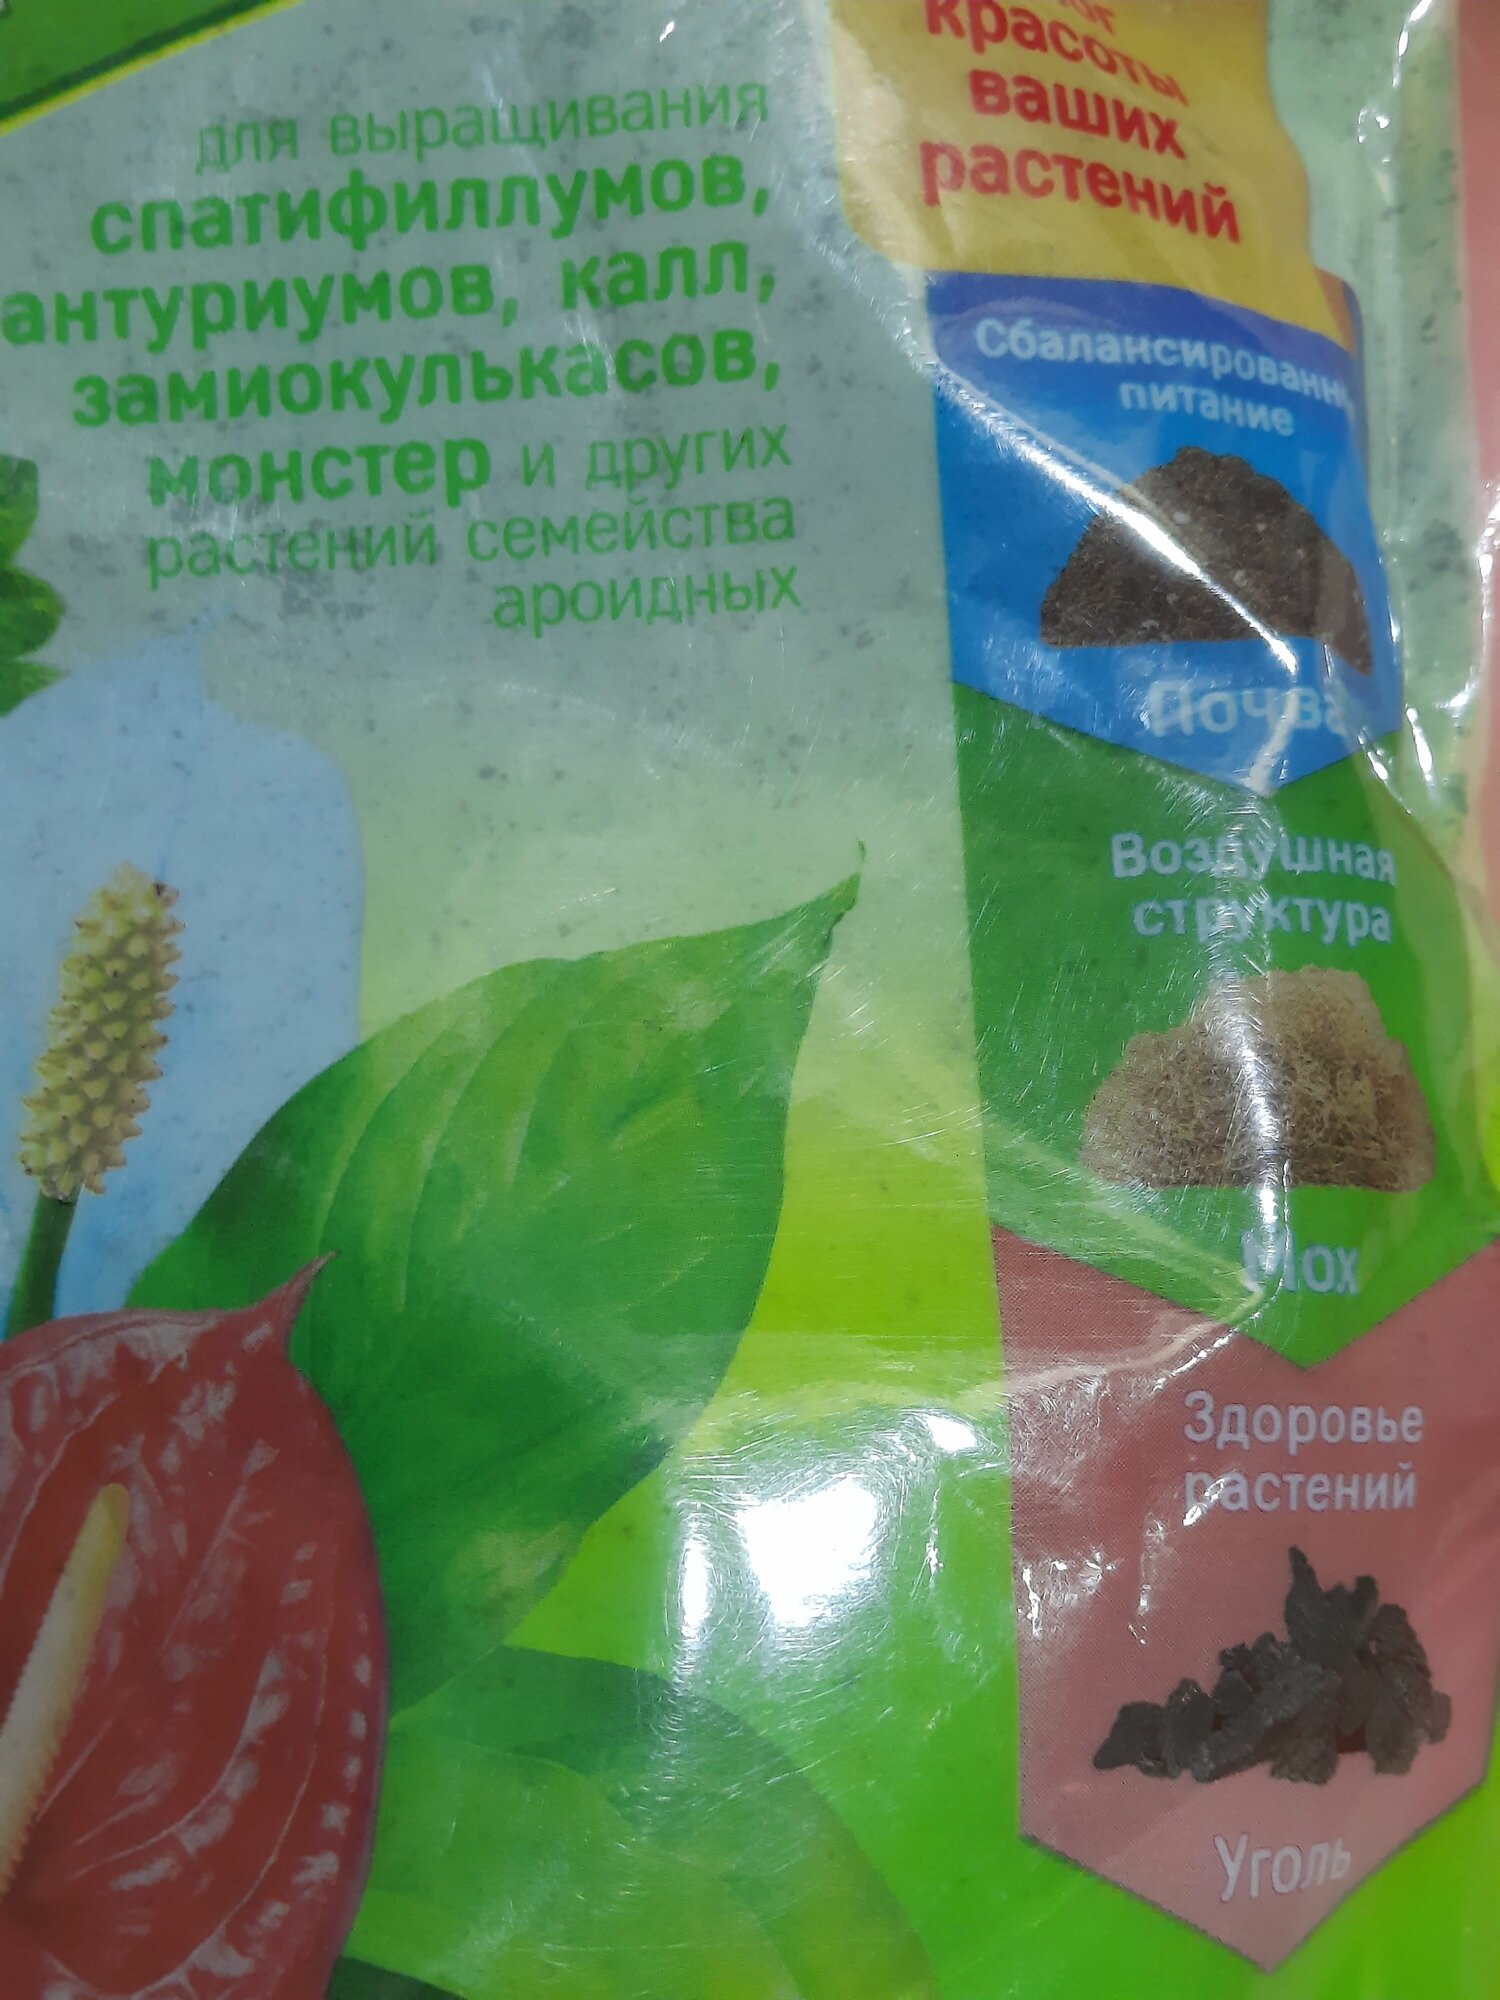 для выращивания
спатифиллумов,
антуриумов, калл,
замиокулькасов,
монстер и других
растений семейства
ароидных
красоты
ваших
растений
питание
Почва
Воздушная
структура
Мох
Здоровье
растений
Уголь